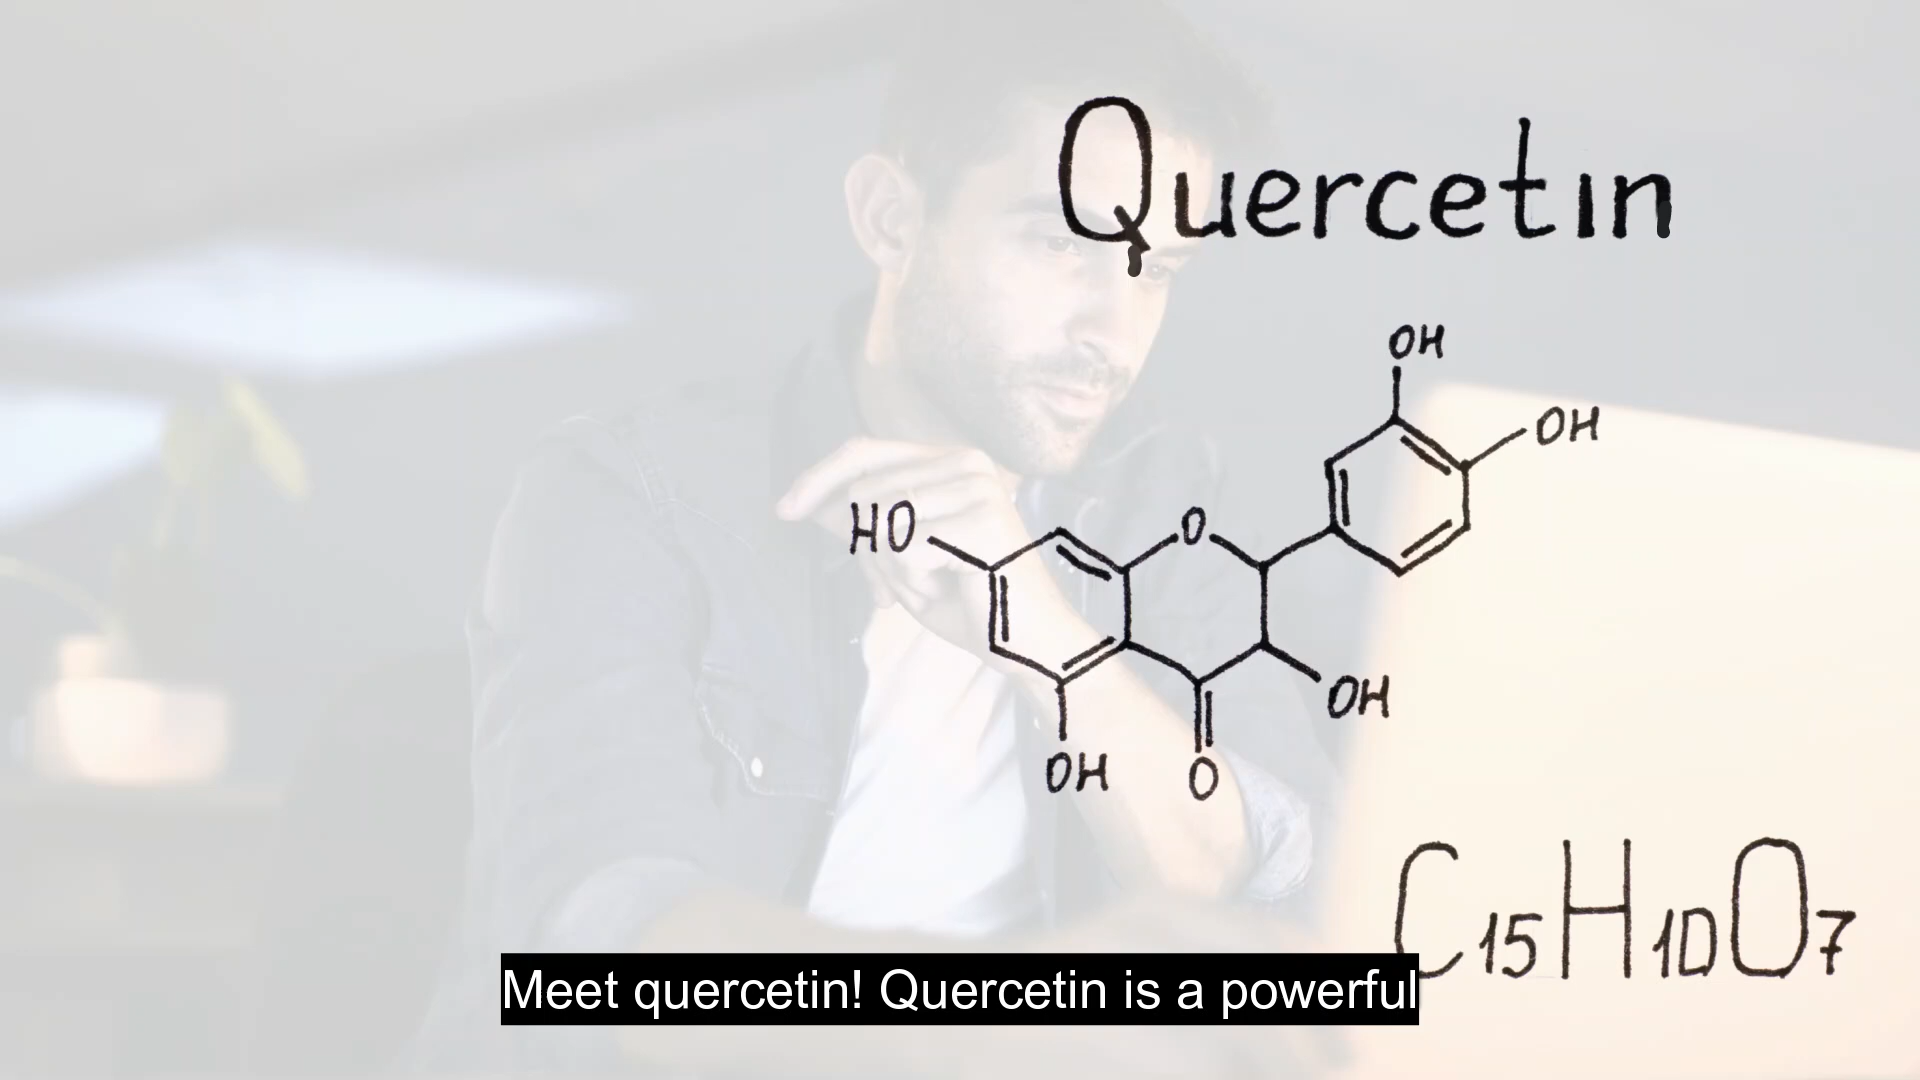 Quercetin
OH
OH
HO
O
OH
OH
O
C15H10O7
Meet quercetin! Quercetin is a powerful